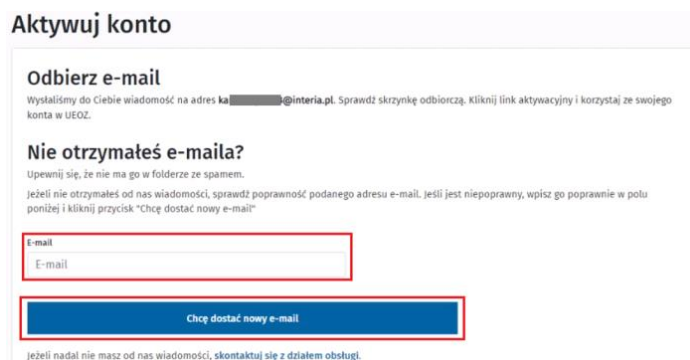 Aktywuj konto
Odbierz e-mail
Wysłaliśmy do Ciebie wiadomość na adres ka @interia.pl. Sprawdź skrzynkę odbiorczą. Kliknij link aktywacyjny i korzystaj ze swojego
konta w UEOZ.
Nie otrzymałeś e-maila?
Upewnij się, że nie ma go w folderze ze spamem.
Jeżeli nie otrzymałeś od nas wiadomości, sprawdź poprawność podanego adresu e-mail. Jeśli jest niepoprawny, wpisz go poprawnie w polu
poniżej i kliknij przycisk "Chcę dostać nowy e-mail"
E-mail
E-mail
Chcę dostać nowy e-mail
Jeżeli nadal nie masz od nas wiadomości, skontaktuj się z działem obsługi.